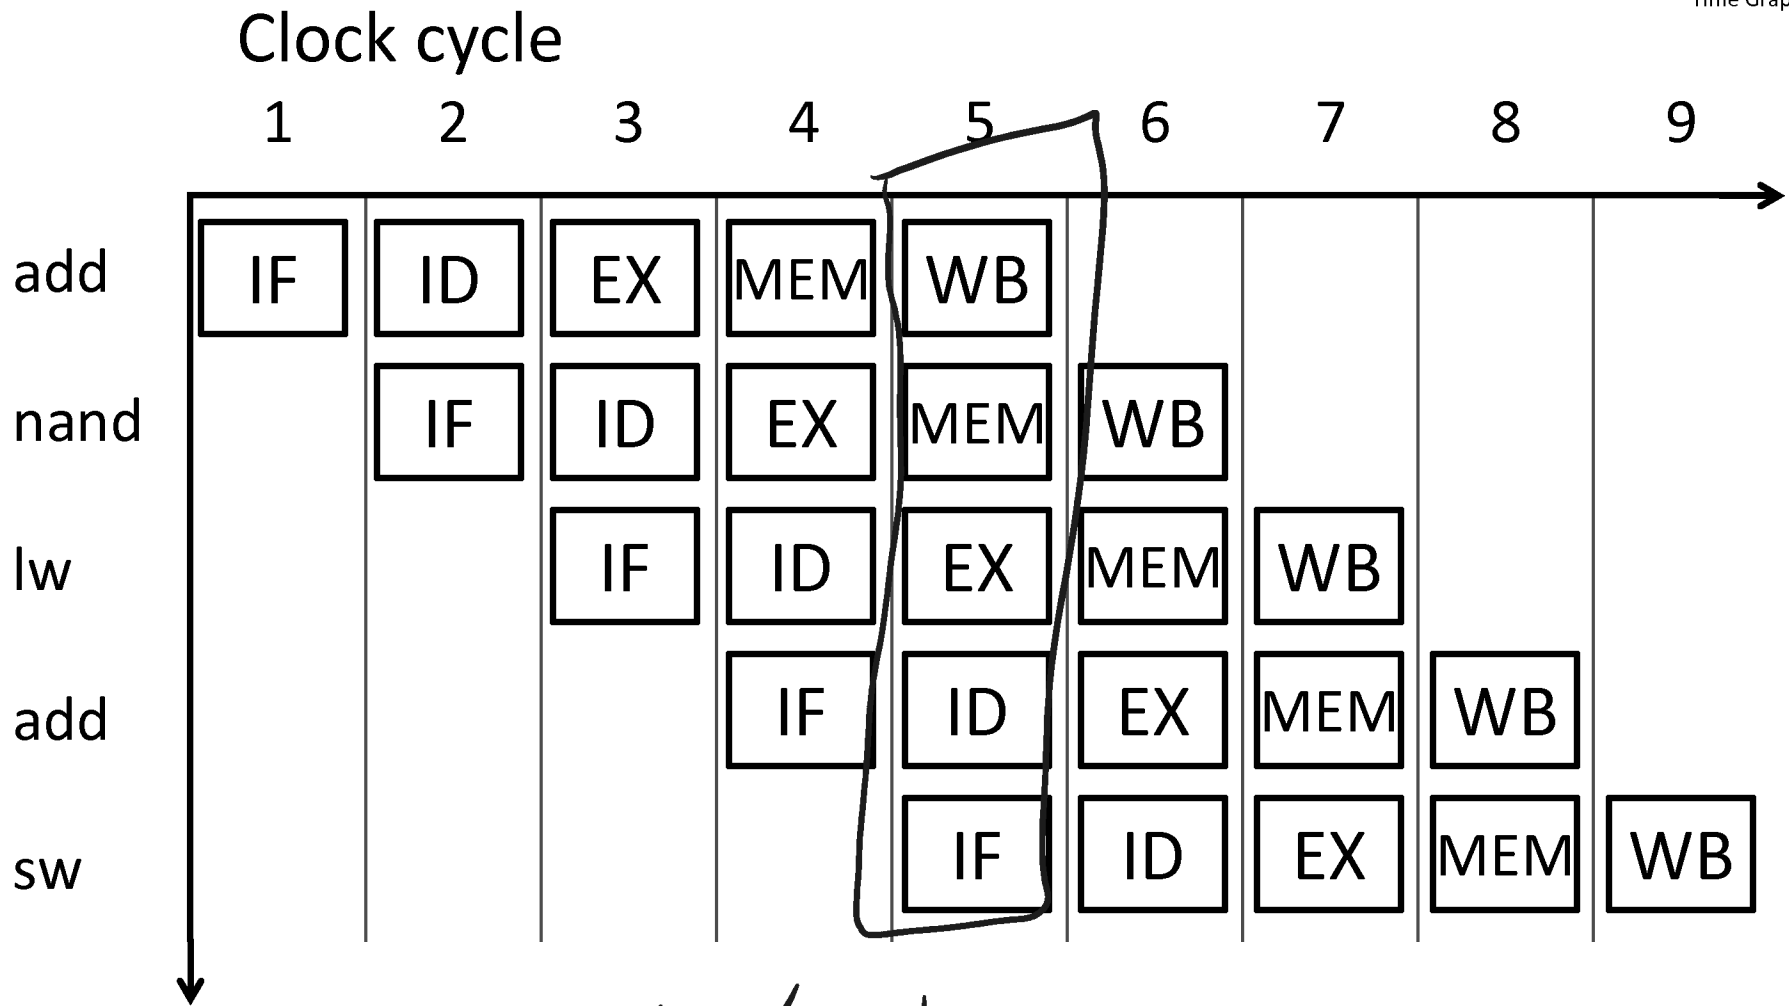 Time Grap
Clock cycle
1 2 3 4 5 6 7 8 9
add IF ID EX MEM WB
nand IF ID EX MEM WB
lw IF ID EX MEM WB
add IF ID EX MEM WB
sw IF ID EX MEM WB